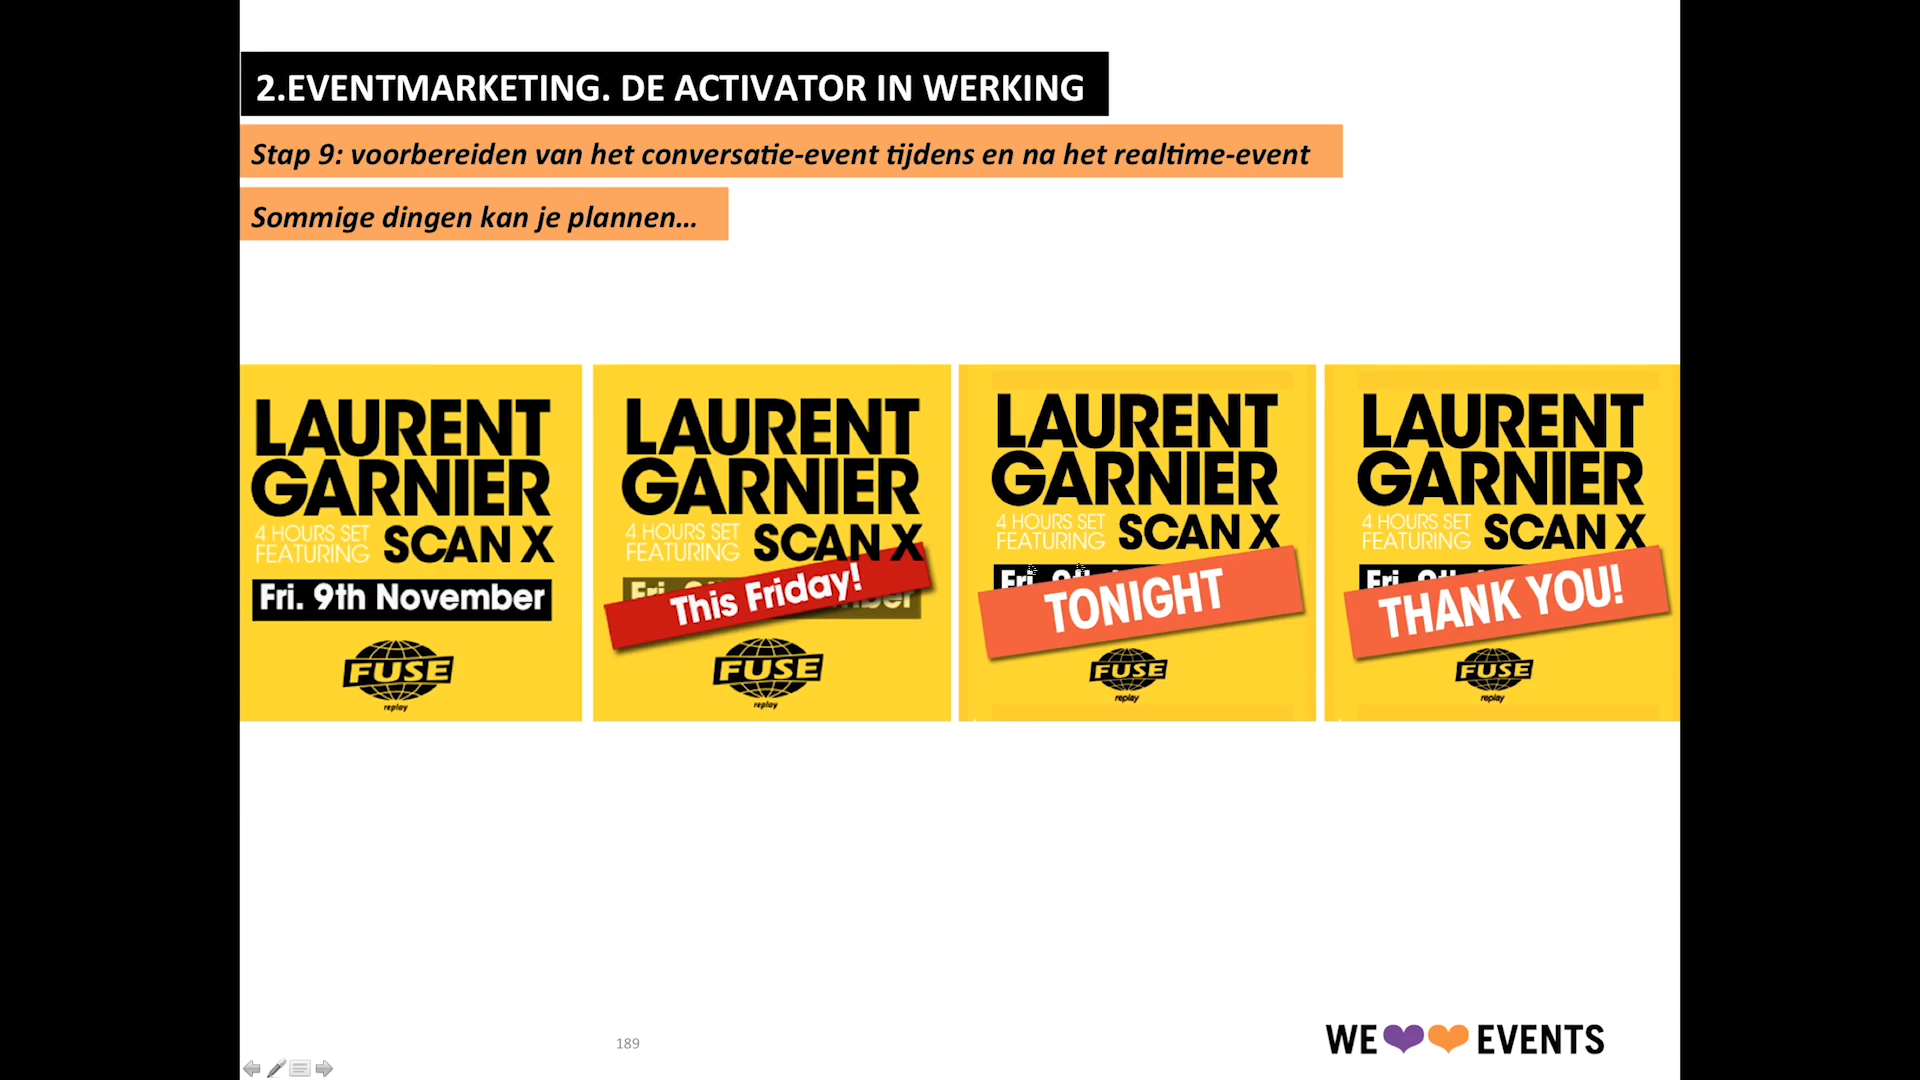 2.EVENTMARKETING. DE ACTIVATOR IN WERKING
Stap 9: voorbereiden van het conversatie-event tijdens en na het realtime-event
Sommige dingen kan je plannen...
LAURENT
GARNIER
4 HOURS SET
FEATURING SCAN X
Fri. 9th November
FUSE
replay
LAURENT
GARNIER
4 HOURS SET
FEATURING SCAN X
This Friday!
FUSE
replay
LAURENT
GARNIER
4 HOURS SET
FEATURING SCAN X
Fri.
TONIGHT
FUSE
replay
LAURENT
GARNIER
4 HOURS SET
FEATURING SCAN X
Fri.
THANK YOU!
FUSE
replay
189
WE EVENTS